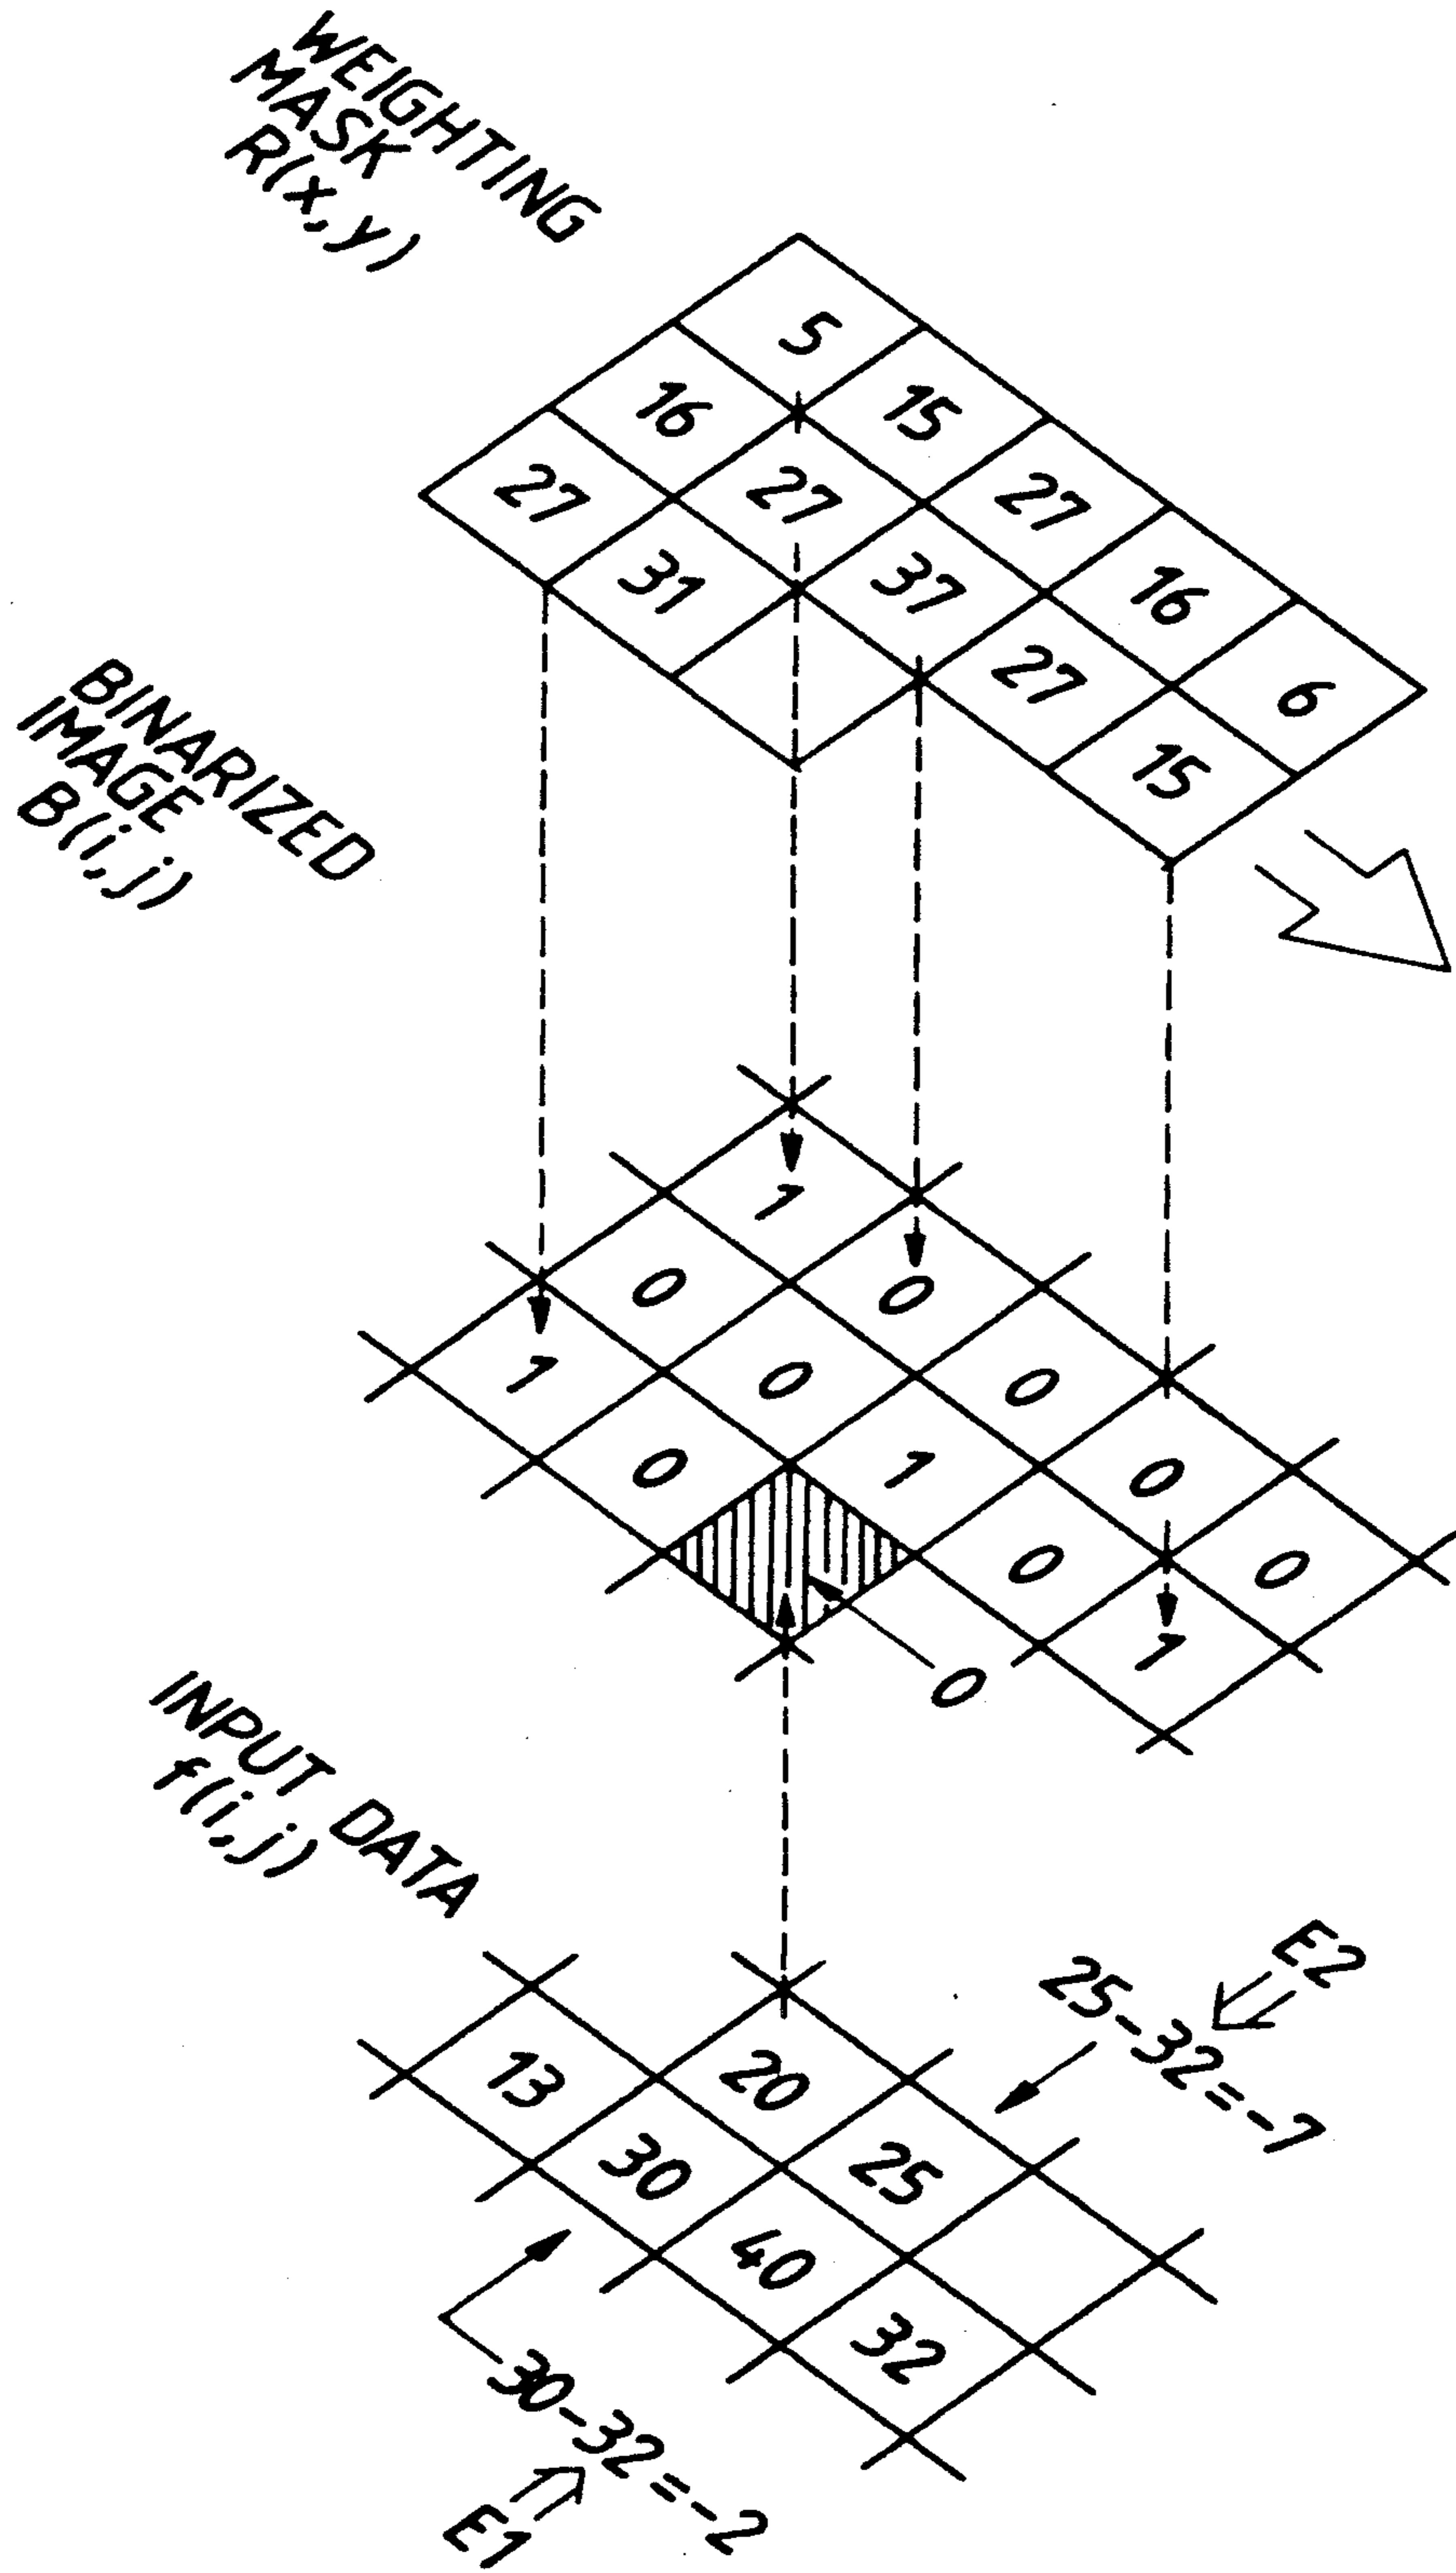 WEIGHTING
MASK
R(x,y)
5 15 27 16 6
16 27 37 27 15
27 31
BINARIZED
IMAGE
B(i,j)
1 0 0 0 0
0 0 1 0 1
1 0
0
INPUT DATA
f(i,j)
E2
25-32=-7
20 25
13 30 40 32
30-32=-2
E1